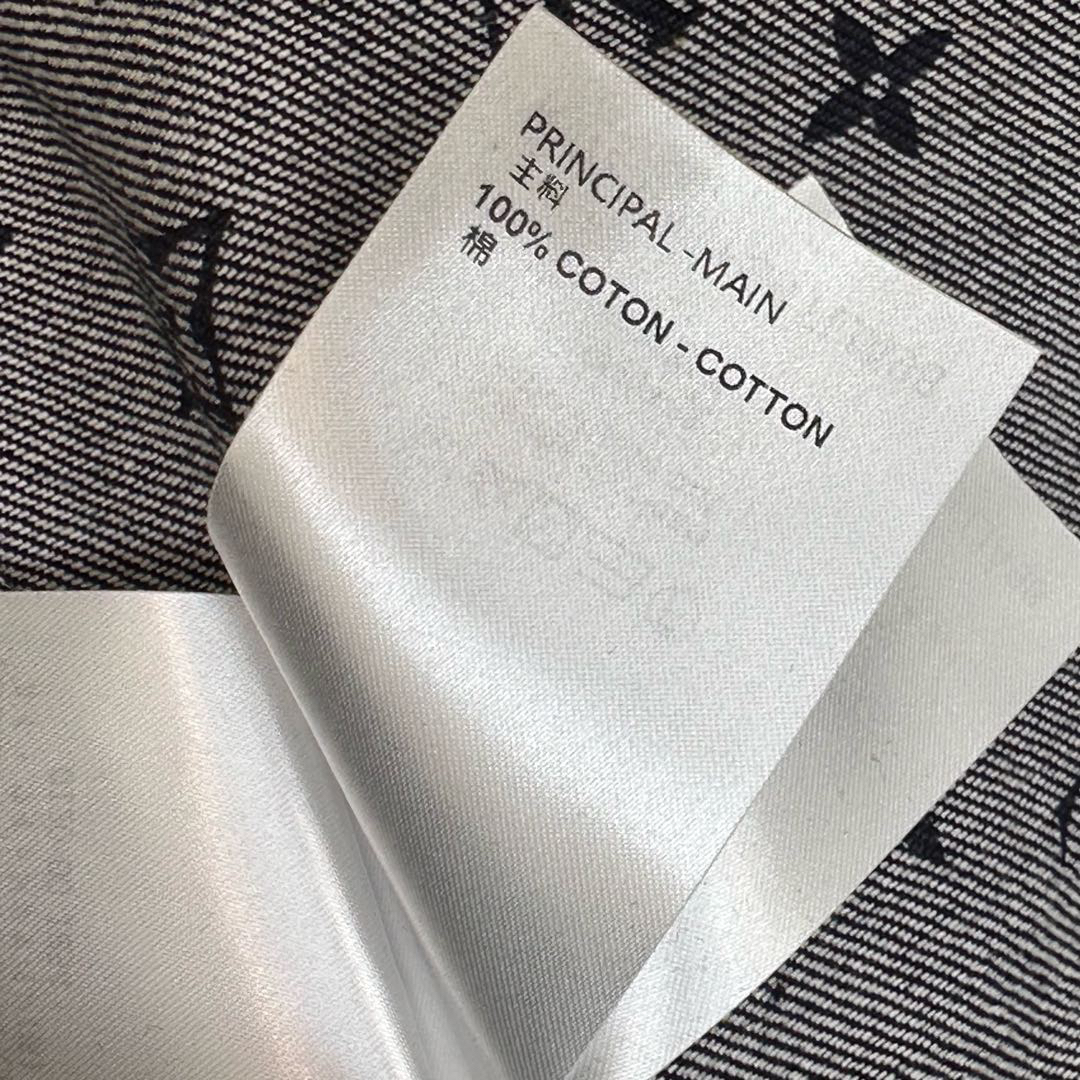 PRINCIPAL -MAIN
主料
100% COTON - COTTON
棉